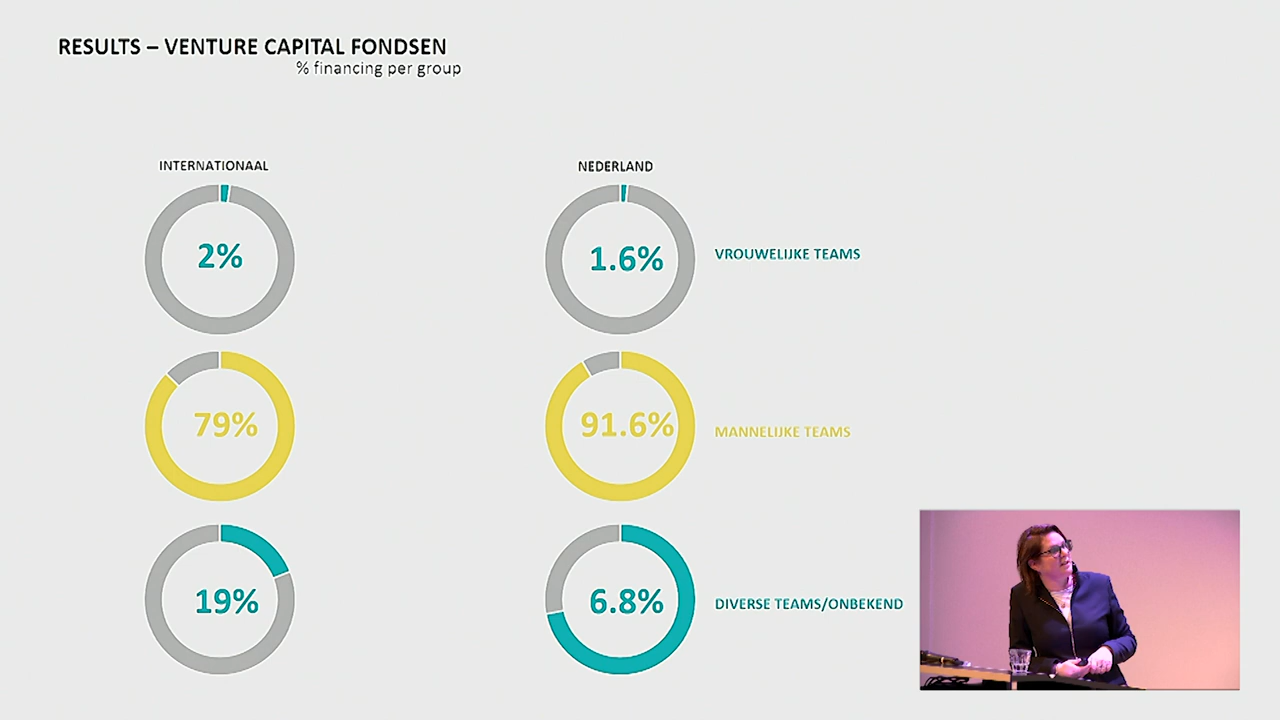 RESULTS – VENTURE CAPITAL FONDSEN
% financing per group
INTERNATIONAAL
NEDERLAND
2%
1.6%
VROUWELIJKE TEAMS
79%
91.6%
MANNELIJKE TEAMS
19%
6.8%
DIVERSE TEAMS/ONBEKEND